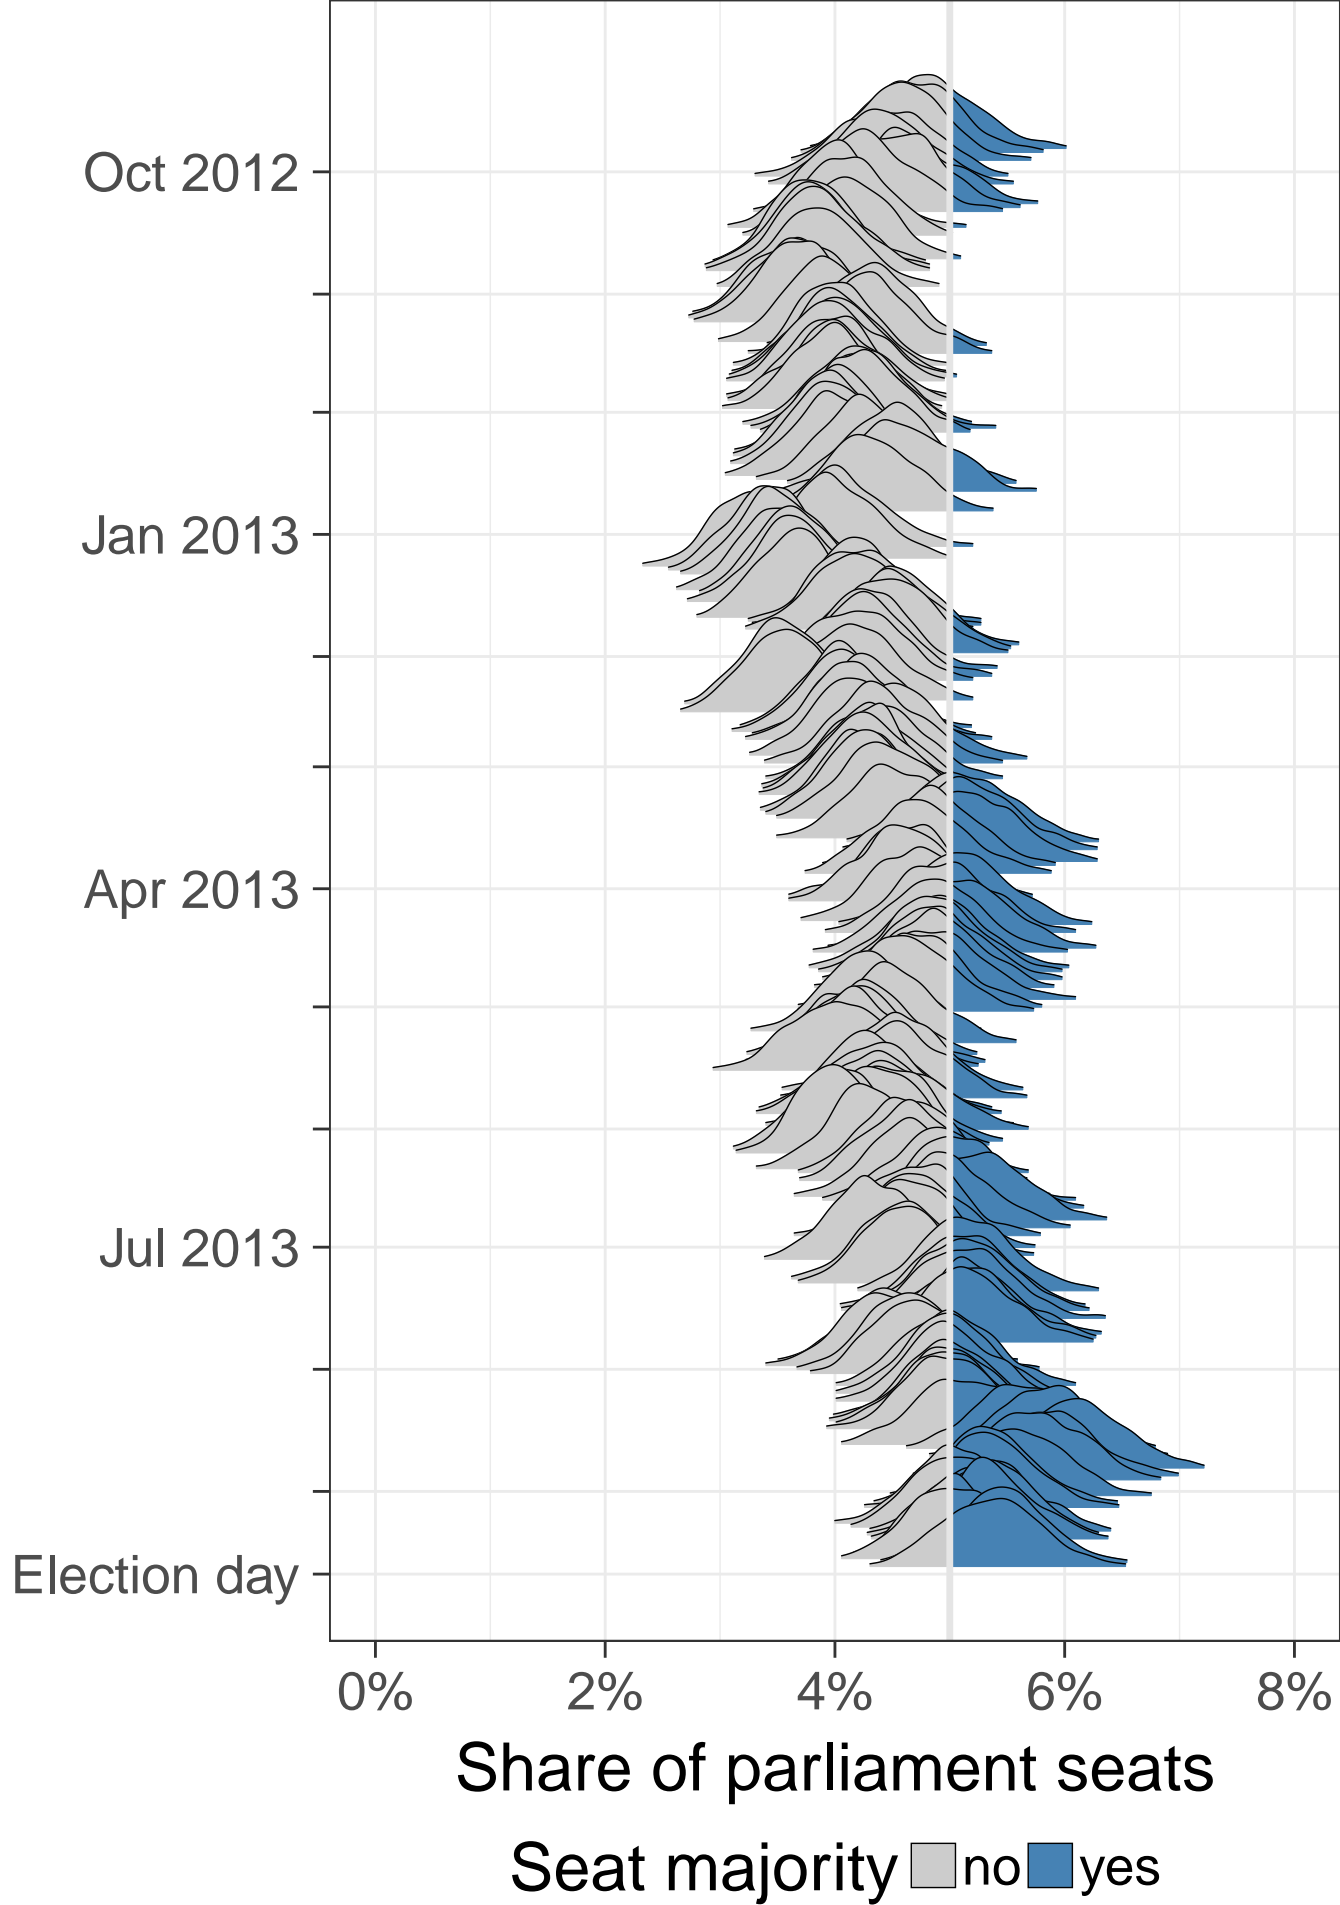 Oct 2012
Jan 2013
Apr 2013
Jul 2013
Election day
0% 2% 4% 6% 8%
Share of parliament seats
Seat majority no yes